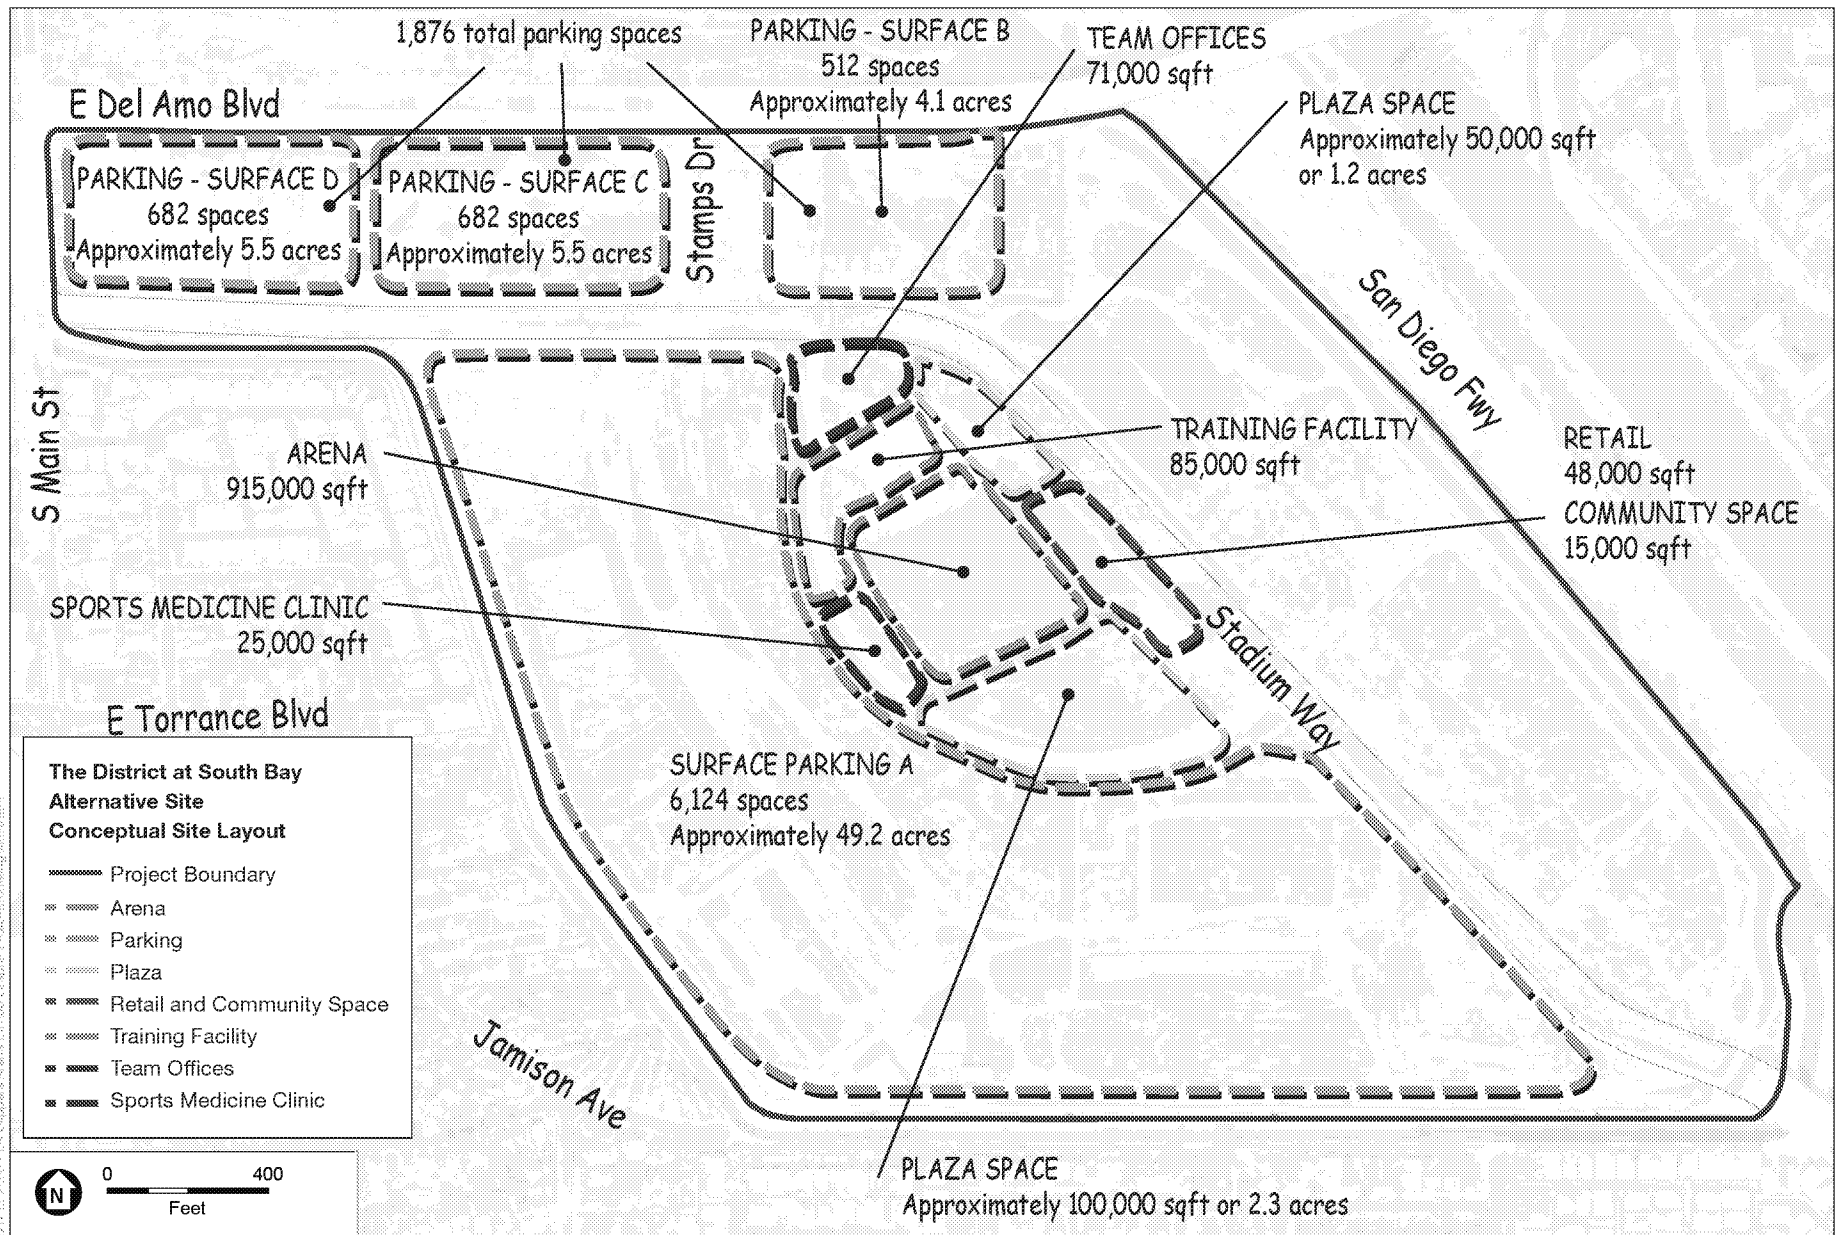 1,876 total parking spaces
PARKING - SURFACE B
512 spaces
Approximately 4.1 acres
TEAM OFFICES
71,000 sqft
PLAZA SPACE
Approximately 50,000 sqft
or 1.2 acres
E Del Amo Blvd
PARKING - SURFACE D
682 spaces
Approximately 5.5 acres
PARKING - SURFACE C
682 spaces
Approximately 5.5 acres
Stamps Dr
San Diego Fwy
S Main St
ARENA
915,000 sqft
TRAINING FACILITY
85,000 sqft
RETAIL
48,000 sqft
COMMUNITY SPACE
15,000 sqft
SPORTS MEDICINE CLINIC
25,000 sqft
Stadium Way
E Torrance Blvd
SURFACE PARKING A
6,124 spaces
Approximately 49.2 acres
The District at South Bay
Alternative Site
Conceptual Site Layout
Project Boundary
Arena
Parking
Plaza
Retail and Community Space
Training Facility
Team Offices
Sports Medicine Clinic
Jamison Ave
PLAZA SPACE
Approximately 100,000 sqft or 2.3 acres
N
0 400
Feet